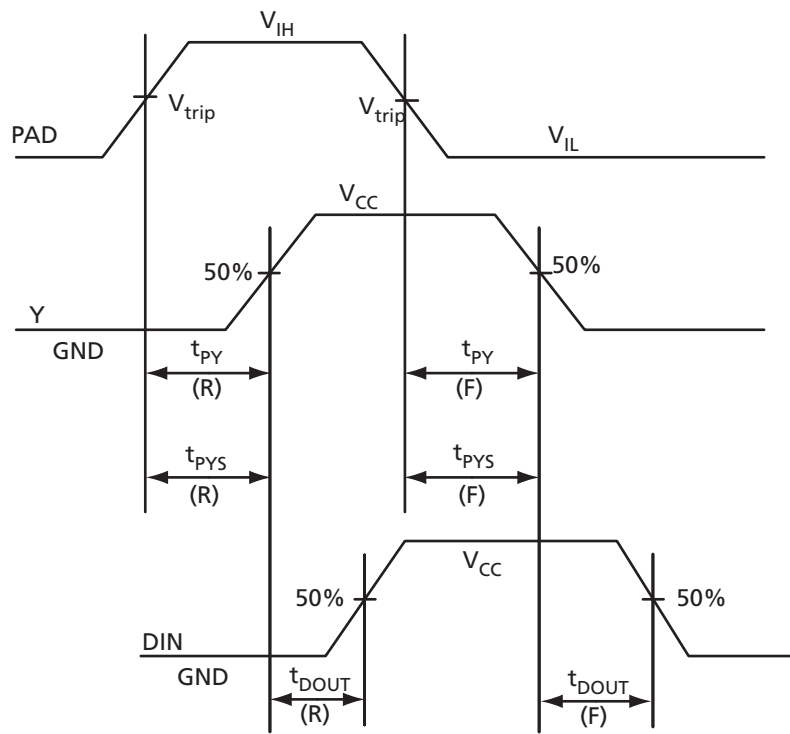 V_IH
V_trip
V_trip
PAD
V_IL
V_CC
50%
50%
Y
GND
t_PY
(R)
t_PY
(F)
t_PYS
(R)
t_PYS
(F)
V_CC
50%
50%
DIN
GND
t_DOUT
(R)
t_DOUT
(F)